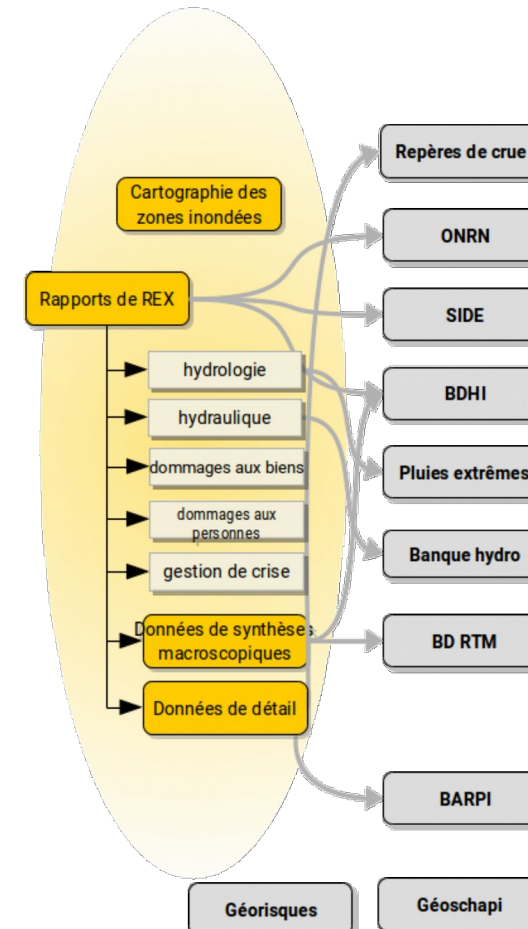 Repères de crue
Cartographie des
zones inondées
ONRN
Rapports de REX
SIDE
hydrologie
BDHI
hydraulique
dommages aux biens
Pluies extrêmes
dommages aux
personnes
Banque hydro
gestion de crise
Données de synthèses
macroscopiques
BD RTM
Données de détail
BARPI
Géorisques
Géoschapi